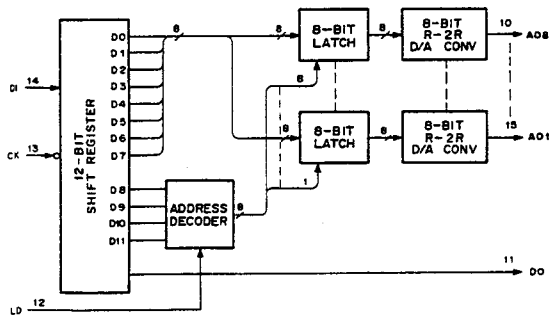 DI 14
CK 13
LD 12
12-BIT SHIFT REGISTER
D0
D1
D2
D3
D4
D5
D6
D7
D8
D9
D10
D11
8
8
8-BIT LATCH
8
8-BIT R-2R D/A CONV
10
AO8
8
8
8-BIT LATCH
8
8-BIT R-2R D/A CONV
15
AO1
1
ADDRESS DECODER
8
11
DO